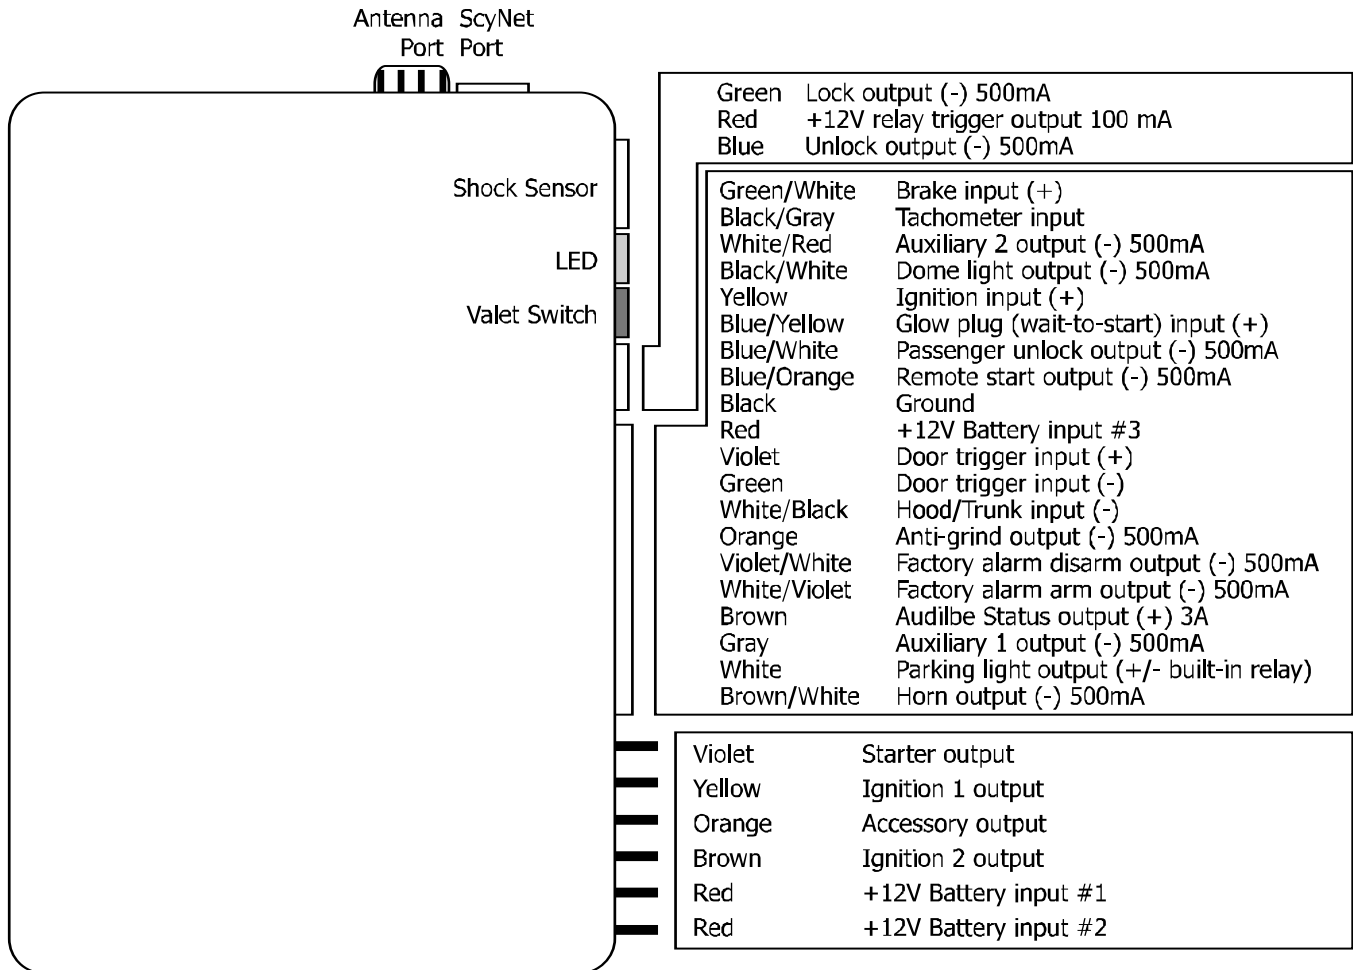 Antenna ScyNet
Port Port
Shock Sensor
LED
Valet Switch
Green Lock output (-) 500mA
Red +12V relay trigger output 100 mA
Blue Unlock output (-) 500mA
Green/White Brake input (+)
Black/Gray Tachometer input
White/Red Auxiliary 2 output (-) 500mA
Black/White Dome light output (-) 500mA
Yellow Ignition input (+)
Blue/Yellow Glow plug (wait-to-start) input (+)
Blue/White Passenger unlock output (-) 500mA
Blue/Orange Remote start output (-) 500mA
Black Ground
Red +12V Battery input #3
Violet Door trigger input (+)
Green Door trigger input (-)
White/Black Hood/Trunk input (-)
Orange Anti-grind output (-) 500mA
Violet/White Factory alarm disarm output (-) 500mA
White/Violet Factory alarm arm output (-) 500mA
Brown Audilbe Status output (+) 3A
Gray Auxiliary 1 output (-) 500mA
White Parking light output (+/- built-in relay)
Brown/White Horn output (-) 500mA
Violet Starter output
Yellow Ignition 1 output
Orange Accessory output
Brown Ignition 2 output
Red +12V Battery input #1
Red +12V Battery input #2